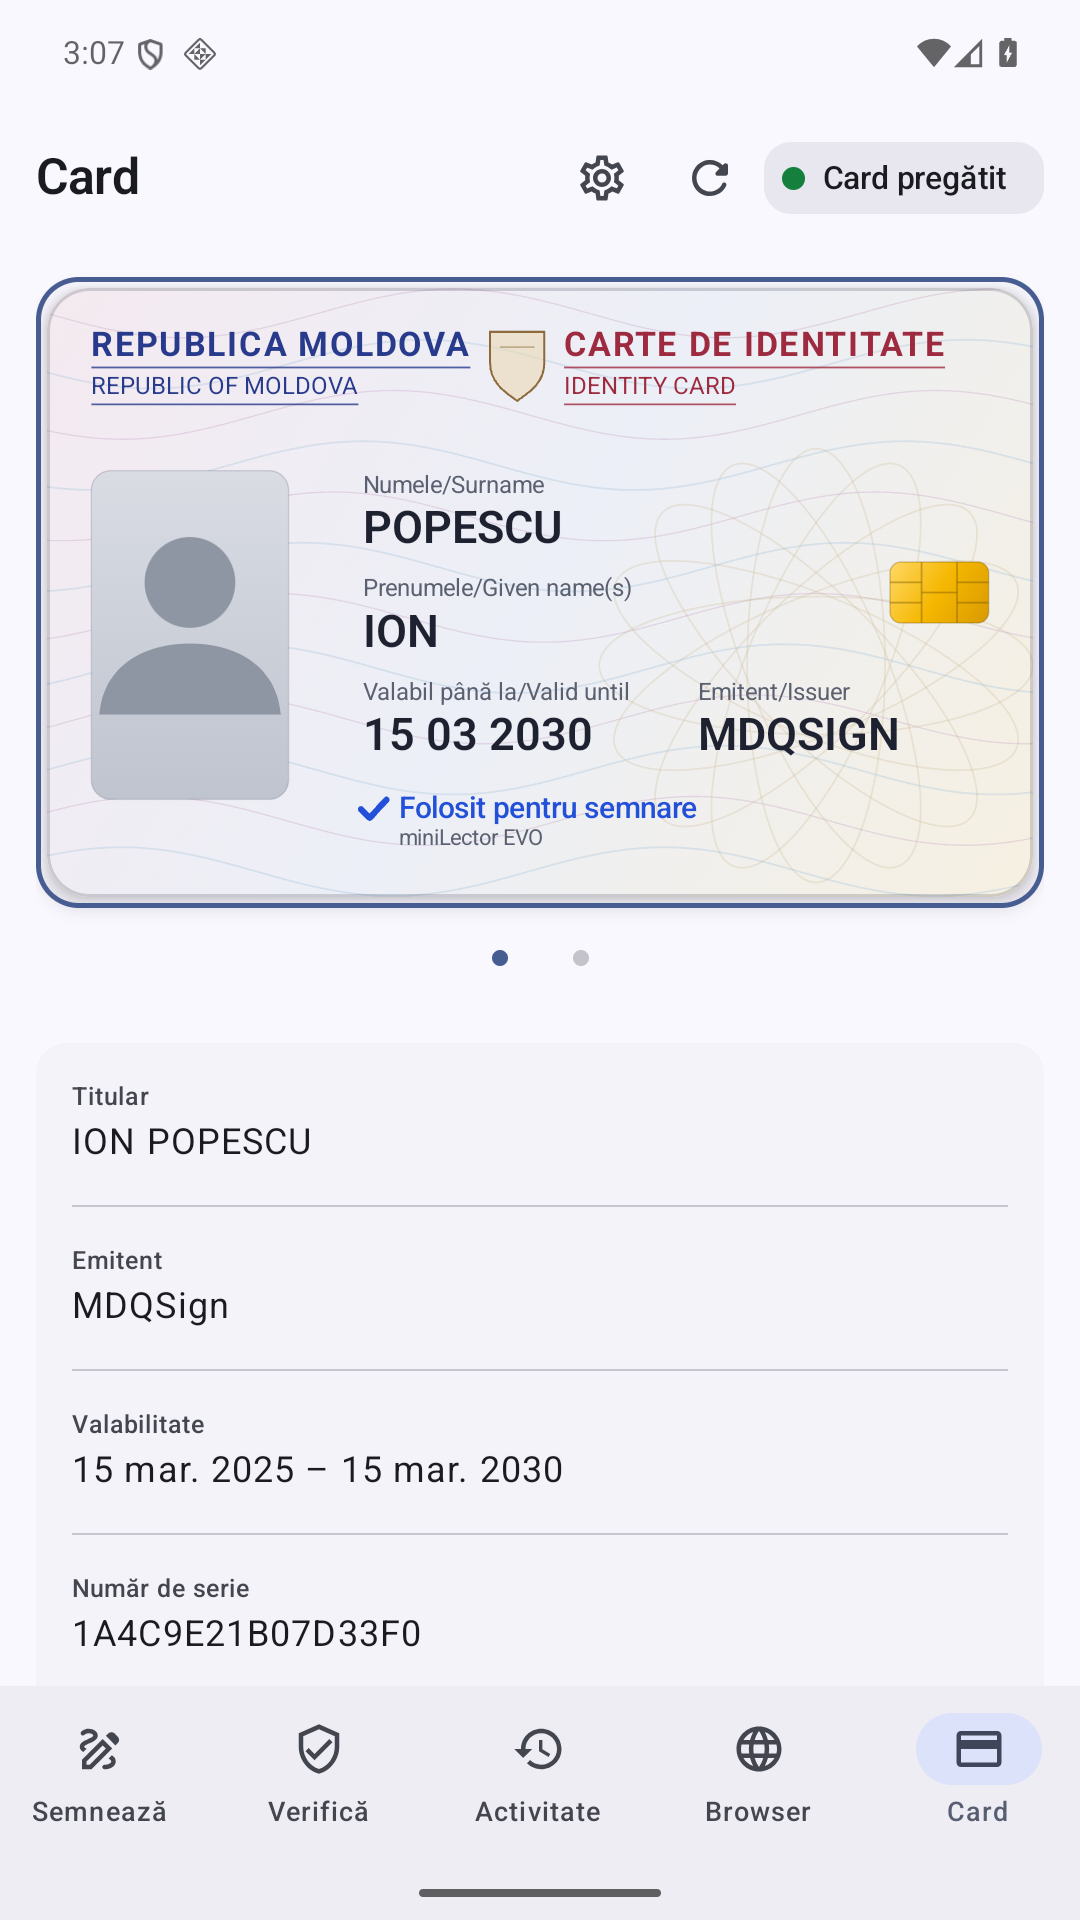 3:07
Card
Card pregătit
REPUBLICA MOLDOVA
REPUBLIC OF MOLDOVA
CARTE DE IDENTITATE
IDENTITY CARD
Numele/Surname
POPESCU
Prenumele/Given name(s)
ION
Valabil până la/Valid until
15 03 2030
Emitent/Issuer
MDQSIGN
Folosit pentru semnare
miniLector EVO
Titular
ION POPESCU
Emitent
MDQSign
Valabilitate
15 mar. 2025 – 15 mar. 2030
Număr de serie
1A4C9E21B07D33F0
Semnează
Verifică
Activitate
Browser
Card